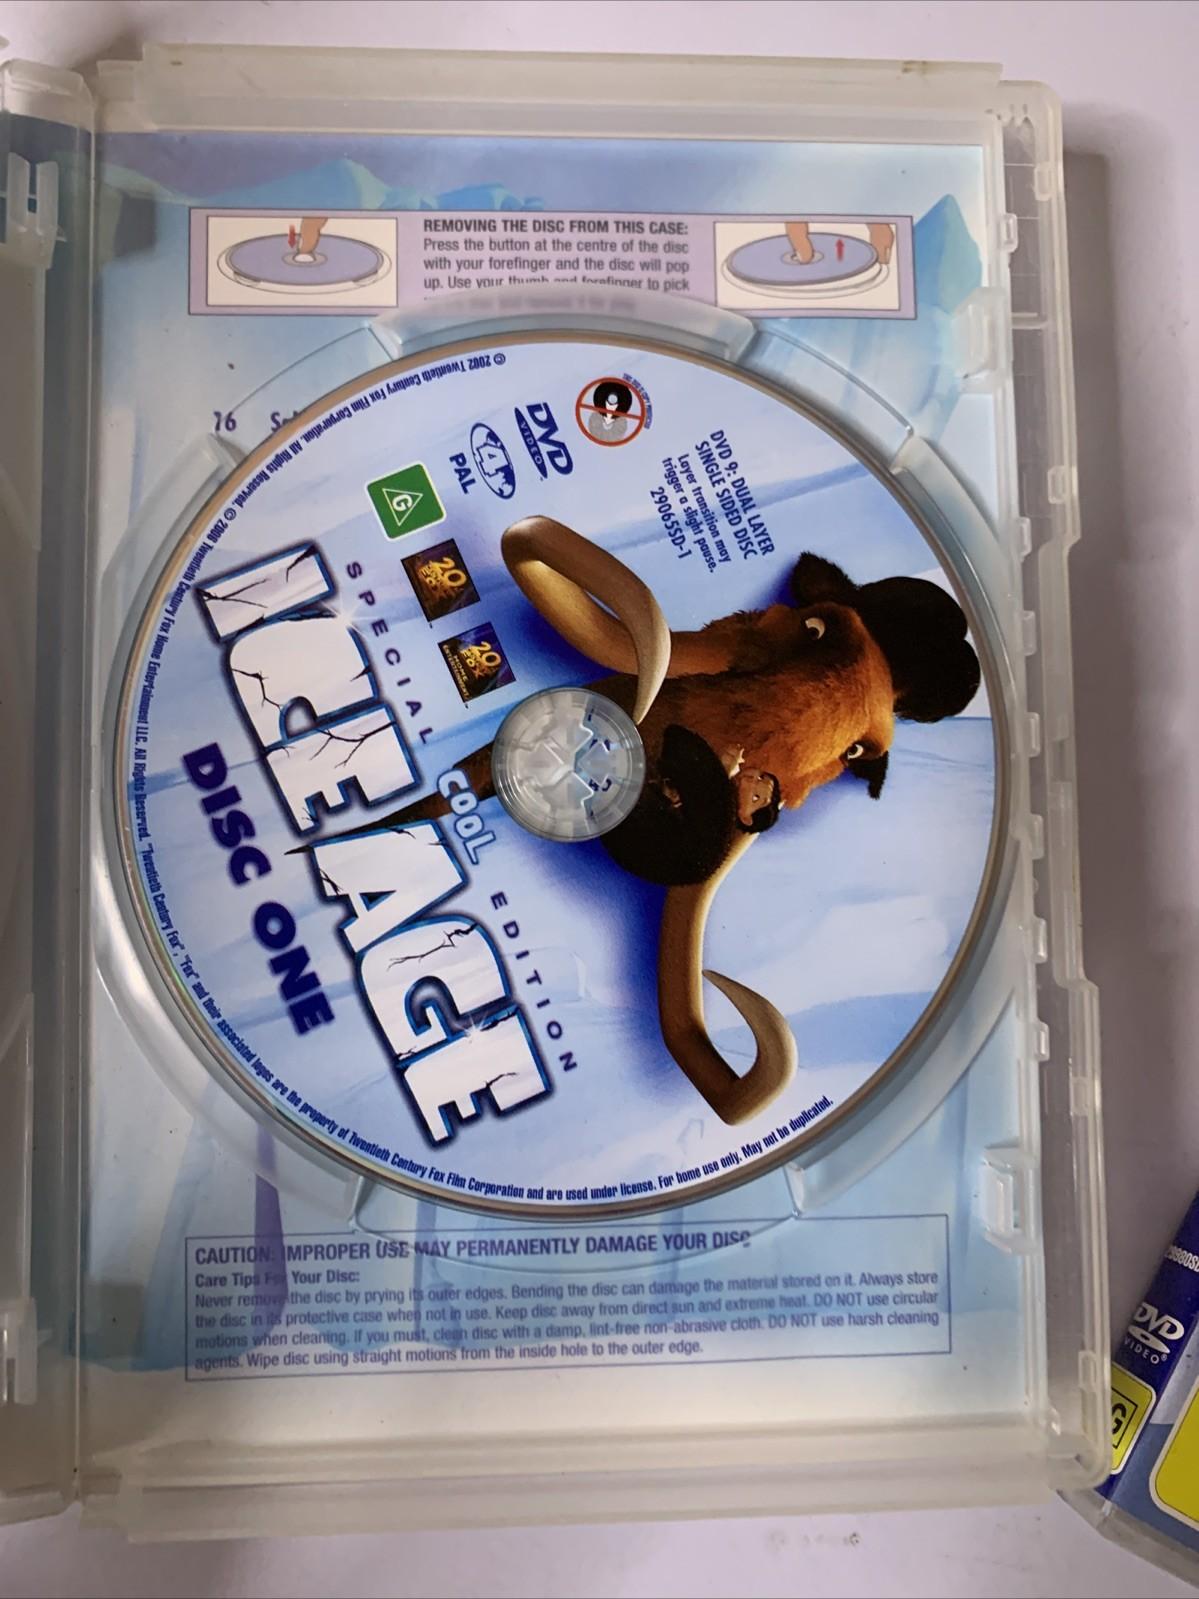 REMOVING THE DISC FROM THIS CASE:
Press the button at the centre of the disc
with your forefinger and the disc will pop
up. Use your thumb and forefinger to pick
16
© 2002 Twentieth Century Fox Film Corporation. All Rights Reserved. © 2006 Twentieth Century Fox Home Entertainment LLC. All Rights Reserved. "Twentieth Century Fox", "Fox" and their associated logos are the property of Twentieth Century Fox Film Corporation and are used under license. For home use only. May not be duplicated.
DVD
VIDEO
4
PAL
G
20
FOX
20
FOX
HOME
ENTERTAINMENT
DVD 9: DUAL LAYER
SINGLE SIDED DISC
Layer transition may
trigger a slight pause.
29065SD-1
SPECIAL COOL EDITION
ICE AGE
DISC ONE
CAUTION: IMPROPER USE MAY PERMANENTLY DAMAGE YOUR DISC
Care Tips For Your Disc:
Never remove the disc by prying its outer edges. Bending the disc can damage the material stored on it. Always store
the disc in its protective case when not in use. Keep disc away from direct sun and extreme heat. DO NOT use circular
motions when cleaning. If you must, clean disc with a damp, lint-free non-abrasive cloth. DO NOT use harsh cleaning
agents. Wipe disc using straight motions from the inside hole to the outer edge.
DVD
VIDEO
G